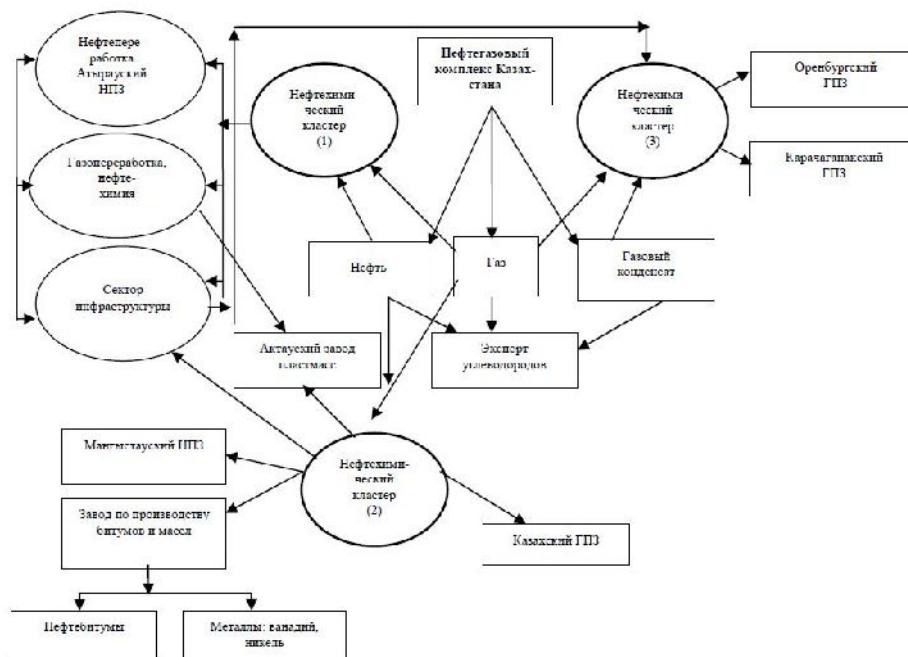 Нефтепере
работка
Атырауский
НПЗ
Нефтехими
ческий
кластер
(1)
Нефтегазовый
комплекс Казах-
стана
Нефтехими
ческий
кластер
(3)
Оренбургский
ГПЗ
Карачаганакский
ГПЗ
Газопереработка,
нефте-
химия
Сектор
инфраструктуры
Нефть
Газ
Газовый
конденсат
Актауский завод
пластмасс
Экспорт
углеводородов
Мангыстауский НПЗ
Нефтехими-
ческий
кластер
(2)
Завод по производству
битумов и масел
Казахский ГПЗ
Нефтебитумы
Металлы: ванадий,
никель